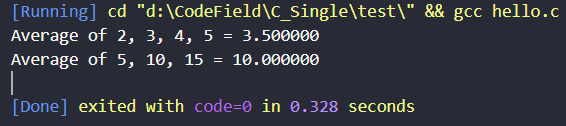 [Running] cd "d:\CodeField\C_Single\test\" && gcc hello.c
Average of 2, 3, 4, 5 = 3.500000
Average of 5, 10, 15 = 10.000000
[Done] exited with code=0 in 0.328 seconds